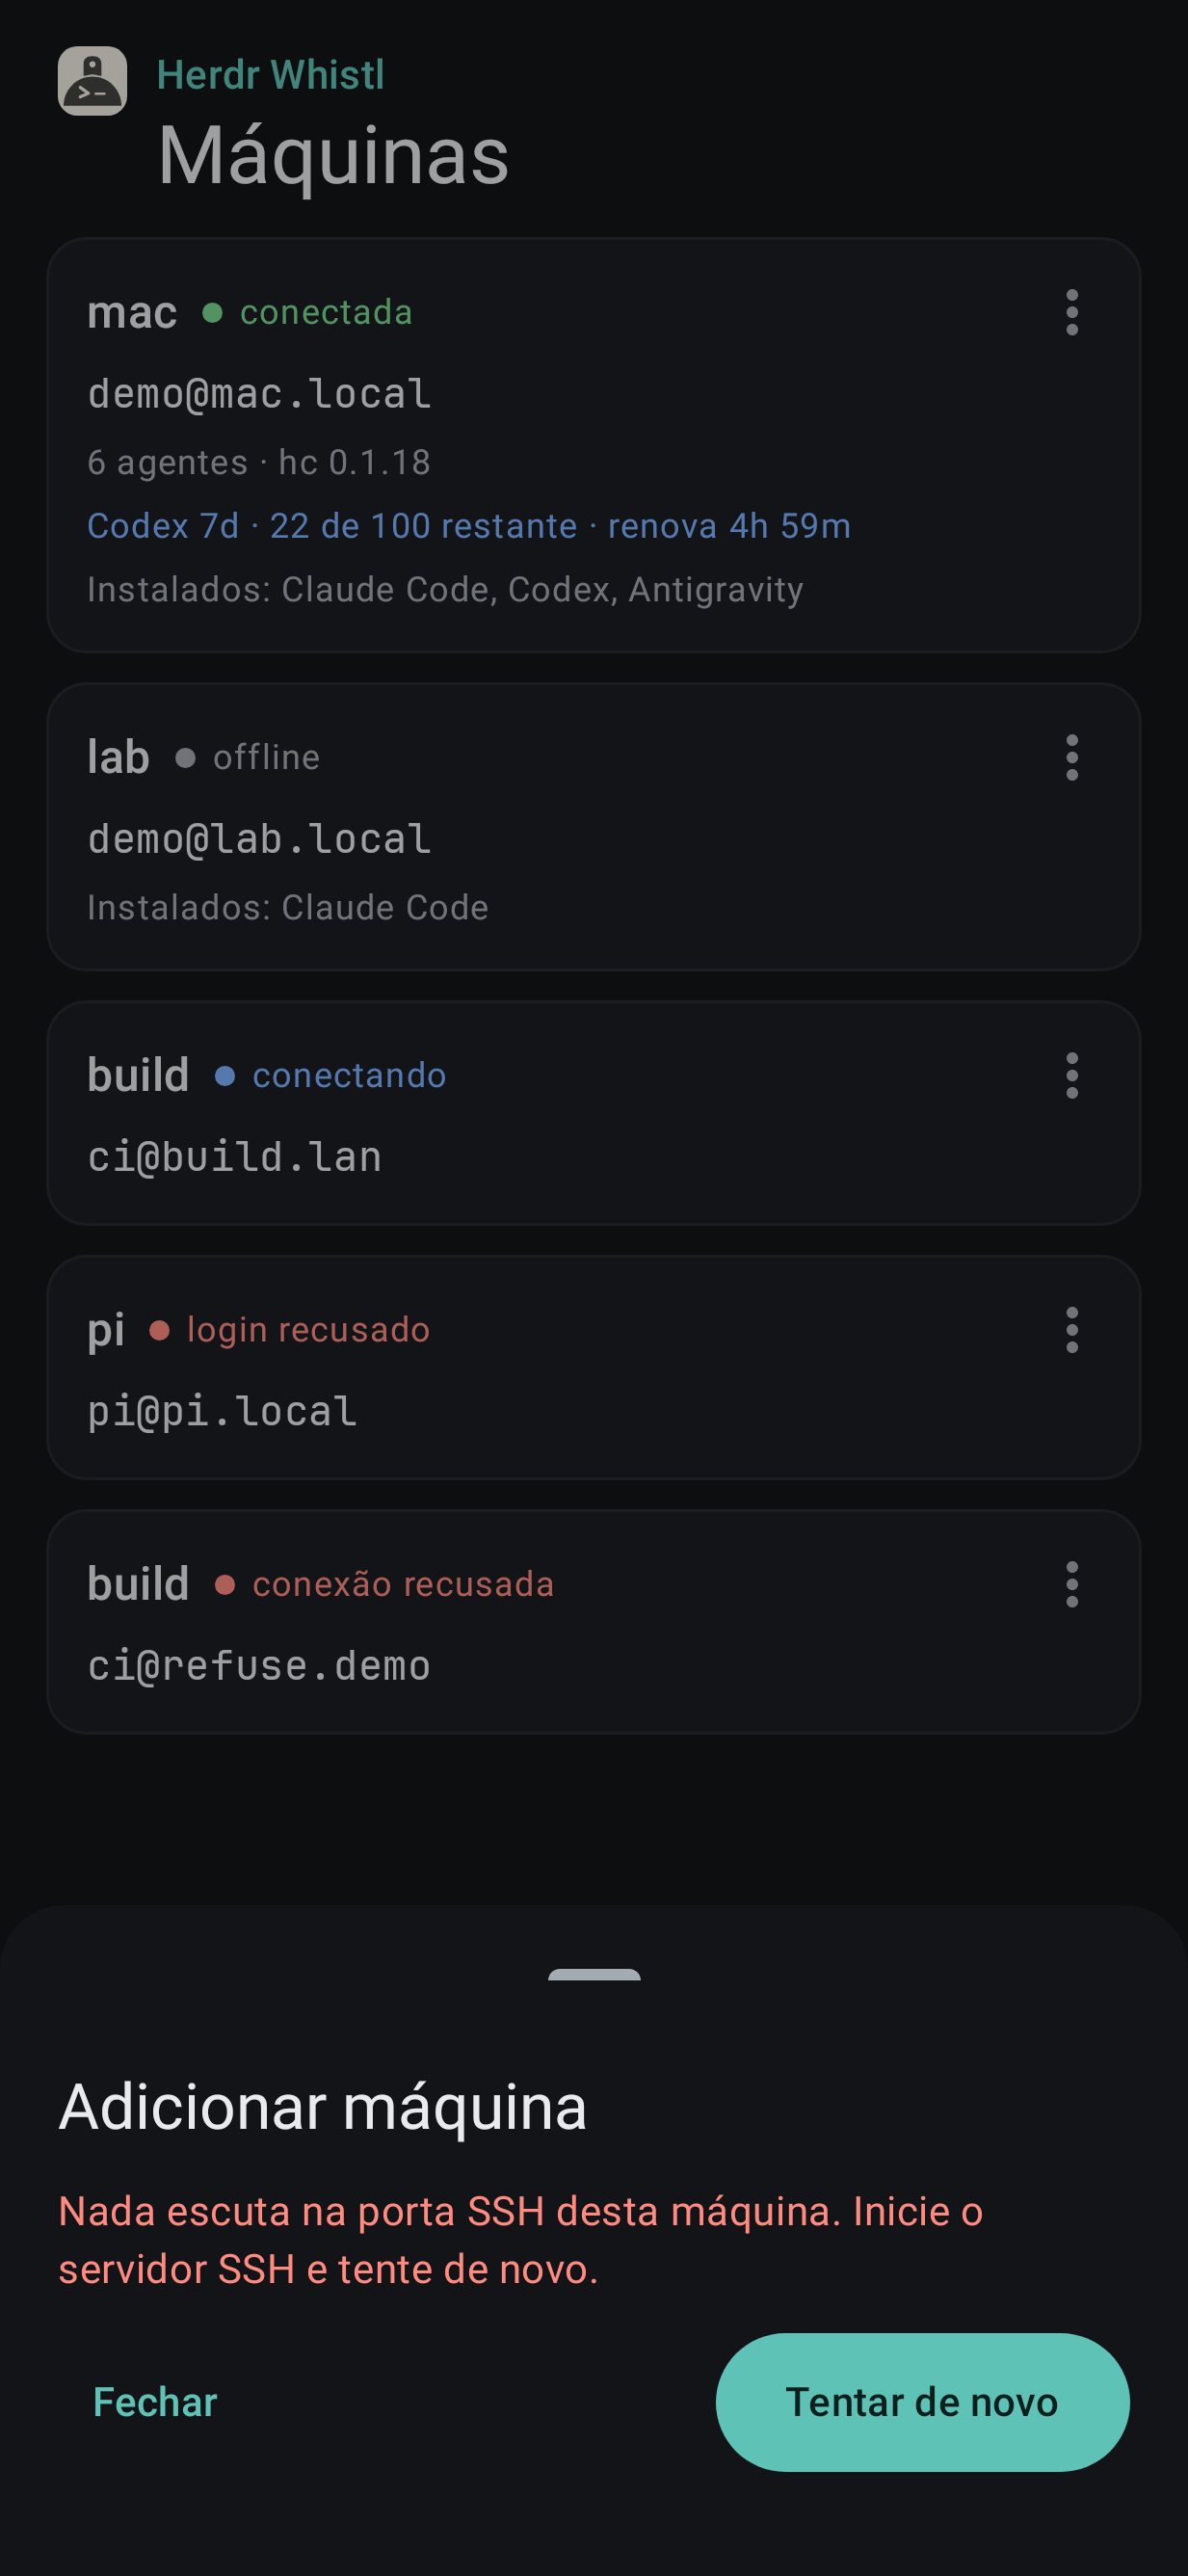 >-
Herdr Whistl
Máquinas
mac conectada
demo@mac.local
6 agentes · hc 0.1.18
Codex 7d · 22 de 100 restante · renova 4h 59m
Instalados: Claude Code, Codex, Antigravity
lab offline
demo@lab.local
Instalados: Claude Code
build conectando
ci@build.lan
pi login recusado
pi@pi.local
build conexão recusada
ci@refuse.demo
Adicionar máquina
Nada escuta na porta SSH desta máquina. Inicie o
servidor SSH e tente de novo.
Fechar
Tentar de novo